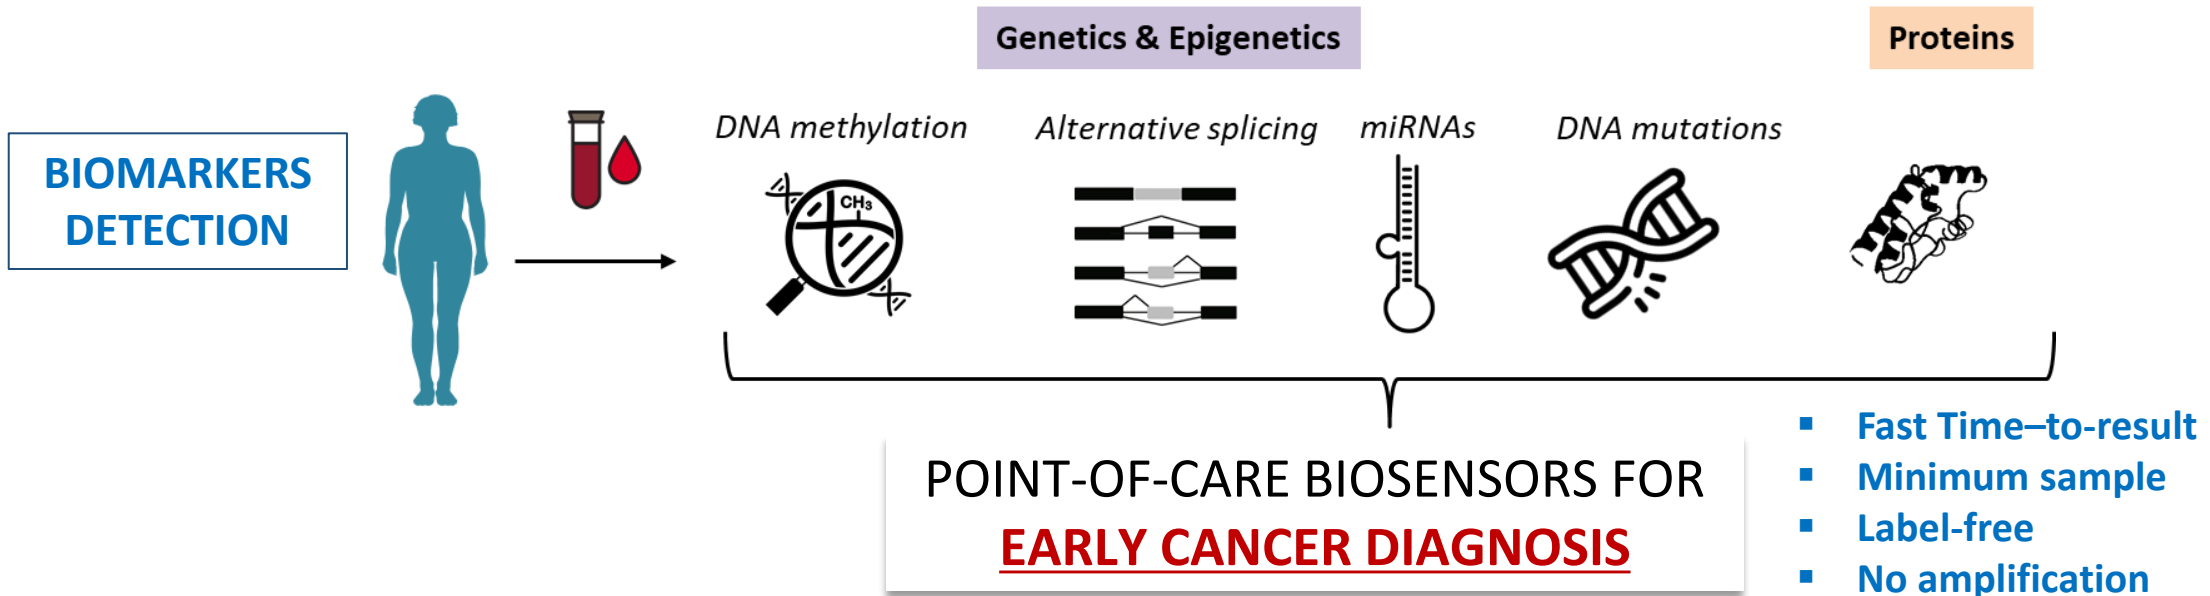 Genetics & Epigenetics
Proteins
BIOMARKERS
DETECTION
DNA methylation
Alternative splicing
miRNAs
DNA mutations
CH₃
POINT-OF-CARE BIOSENSORS FOR
EARLY CANCER DIAGNOSIS
▪ Fast Time–to-result
▪ Minimum sample
▪ Label-free
▪ No amplification